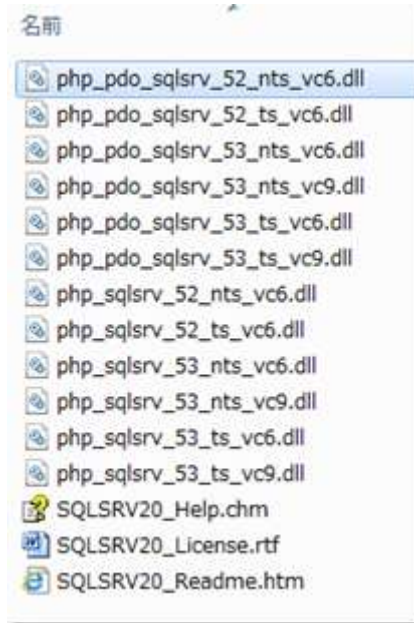 名前
php_pdo_sqlsrv_52_nts_vc6.dll
php_pdo_sqlsrv_52_ts_vc6.dll
php_pdo_sqlsrv_53_nts_vc6.dll
php_pdo_sqlsrv_53_nts_vc9.dll
php_pdo_sqlsrv_53_ts_vc6.dll
php_pdo_sqlsrv_53_ts_vc9.dll
php_sqlsrv_52_nts_vc6.dll
php_sqlsrv_52_ts_vc6.dll
php_sqlsrv_53_nts_vc6.dll
php_sqlsrv_53_nts_vc9.dll
php_sqlsrv_53_ts_vc6.dll
php_sqlsrv_53_ts_vc9.dll
SQLSRV20_Help.chm
SQLSRV20_License.rtf
SQLSRV20_Readme.htm